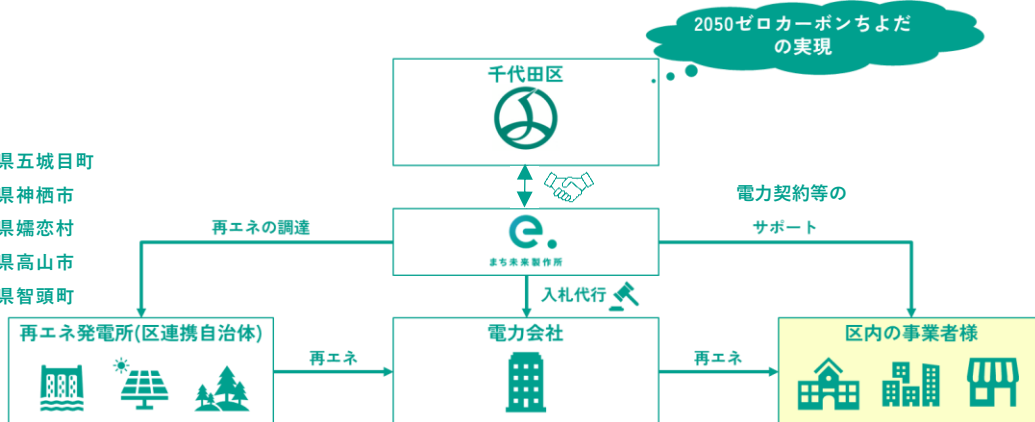 2050ゼロカーボンちよだ
の実現
千代田区
県五城目町
県神栖市
県嬬恋村
県高山市
県智頭町
再エネの調達
e.
まち未来製作所
電力契約等の
サポート
入札代行
再エネ発電所(区連携自治体)
再エネ
電力会社
再エネ
区内の事業者様